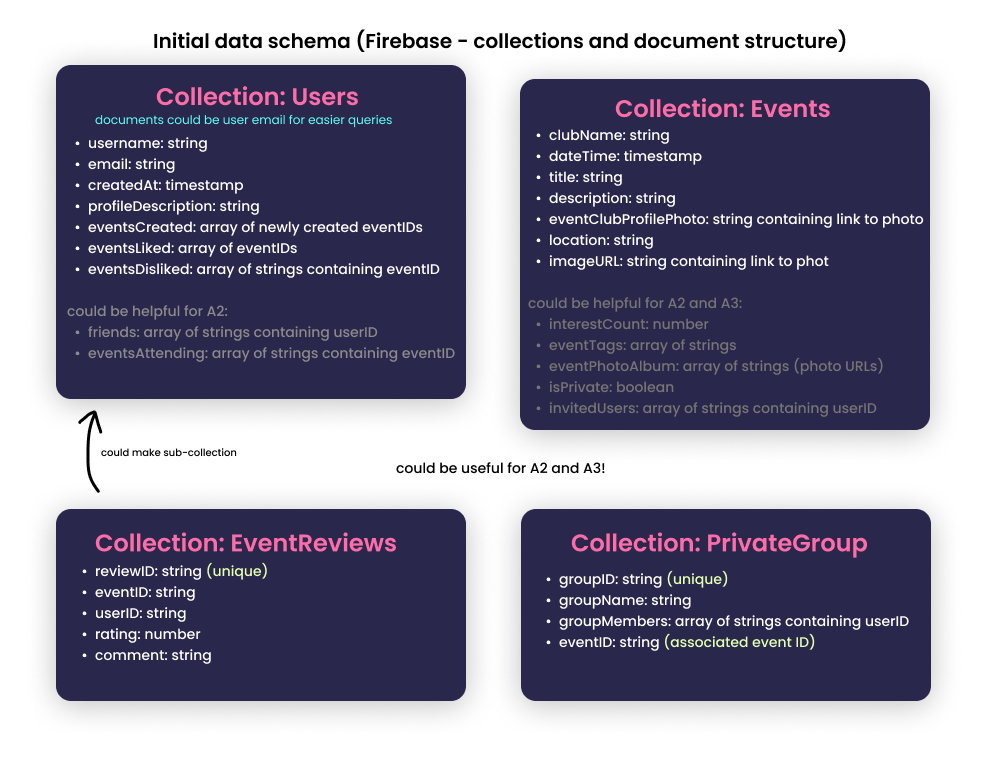 Initial data schema (Firebase - collections and document structure)
Collection: Users
documents could be user email for easier queries
• username: string
• email: string
• createdAt: timestamp
• profileDescription: string
• eventsCreated: array of newly created eventIDs
• eventsLiked: array of eventIDs
• eventsDisliked: array of strings containing eventID
could be helpful for A2:
• friends: array of strings containing userID
• eventsAttending: array of strings containing eventID
Collection: Events
• clubName: string
• dateTime: timestamp
• title: string
• description: string
• eventClubProfilePhoto: string containing link to photo
• location: string
• imageURL: string containing link to phot
could be helpful for A2 and A3:
• interestCount: number
• eventTags: array of strings
• eventPhotoAlbum: array of strings (photo URLs)
• isPrivate: boolean
• invitedUsers: array of strings containing userID
could make sub-collection
could be useful for A2 and A3!
Collection: EventReviews
• reviewID: string (unique)
• eventID: string
• userID: string
• rating: number
• comment: string
Collection: PrivateGroup
• groupID: string (unique)
• groupName: string
• groupMembers: array of strings containing userID
• eventID: string (associated event ID)